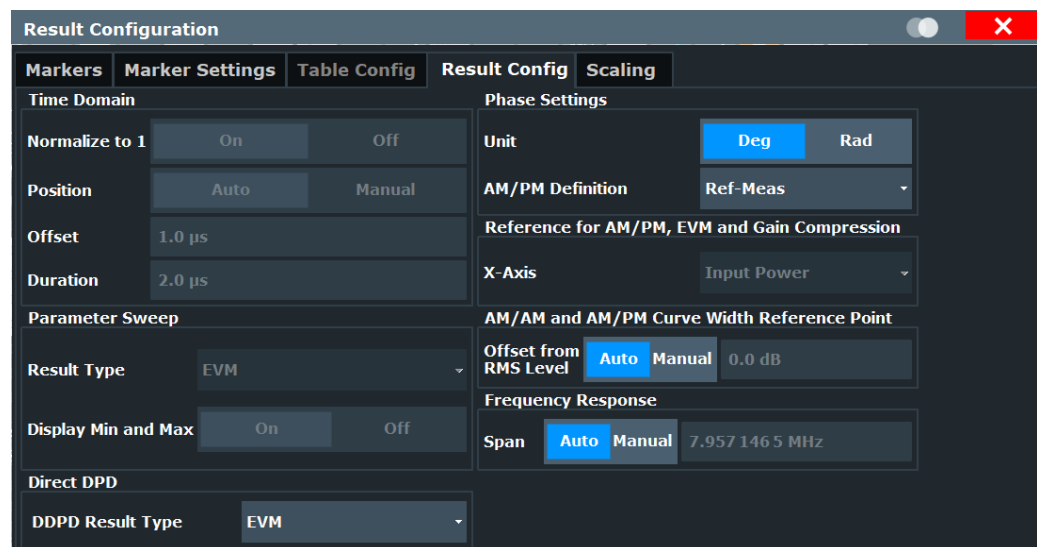 Result Configuration
Markers Marker Settings Table Config Result Config Scaling
Time Domain
Normalize to 1 On Off
Position Auto Manual
Offset 1.0 µs
Duration 2.0 µs
Parameter Sweep
Result Type EVM
Display Min and Max On Off
Direct DPD
DDPD Result Type EVM
Phase Settings
Unit Deg Rad
AM/PM Definition Ref-Meas
Reference for AM/PM, EVM and Gain Compression
X-Axis Input Power
AM/AM and AM/PM Curve Width Reference Point
Offset from
RMS Level Auto Manual 0.0 dB
Frequency Response
Span Auto Manual 7.957 146 5 MHz